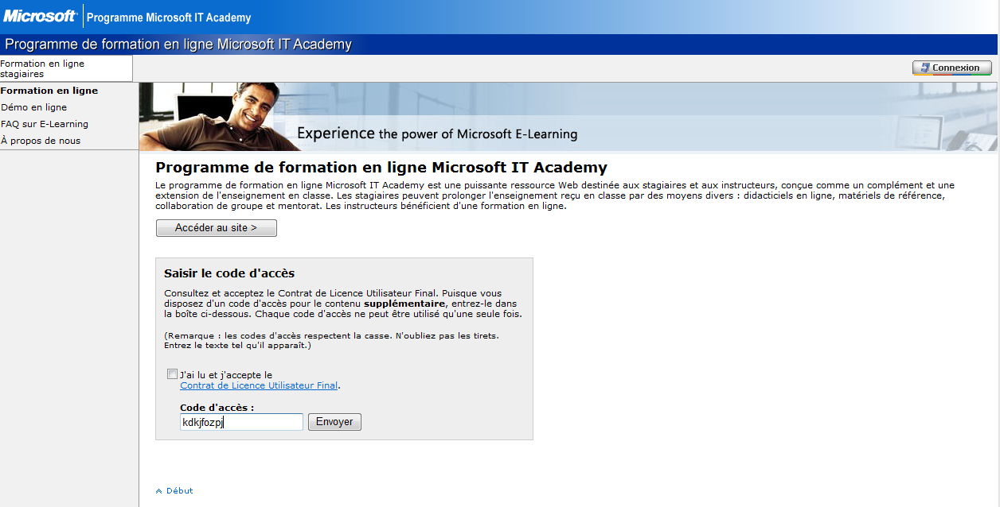 Microsoft Programme Microsoft IT Academy
Programme de formation en ligne Microsoft IT Academy
Formation en ligne
stagiaires
Connexion
Formation en ligne
Démo en ligne
FAQ sur E-Learning
À propos de nous
Experience the power of Microsoft E-Learning
Programme de formation en ligne Microsoft IT Academy
Le programme de formation en ligne Microsoft IT Academy est une puissante ressource Web destinée aux stagiaires et aux instructeurs, conçue comme un complément et une
extension de l'enseignement en classe. Les stagiaires peuvent prolonger l'enseignement reçu en classe par des moyens divers : didacticiels en ligne, matériels de référence,
collaboration de groupe et mentorat. Les instructeurs bénéficient d'une formation en ligne.
Accéder au site >
Saisir le code d'accès
Consultez et acceptez le Contrat de Licence Utilisateur Final. Puisque vous
disposez d'un code d'accès pour le contenu supplémentaire, entrez-le dans
la boîte ci-dessous. Chaque code d'accès ne peut être utilisé qu'une seule fois.
(Remarque : les codes d'accès respectent la casse. N'oubliez pas les tirets.
Entrez le texte tel qu'il apparaît.)
J'ai lu et j'accepte le
Contrat de Licence Utilisateur Final.
Code d'accès :
kdkjfozpj
Envoyer
Début